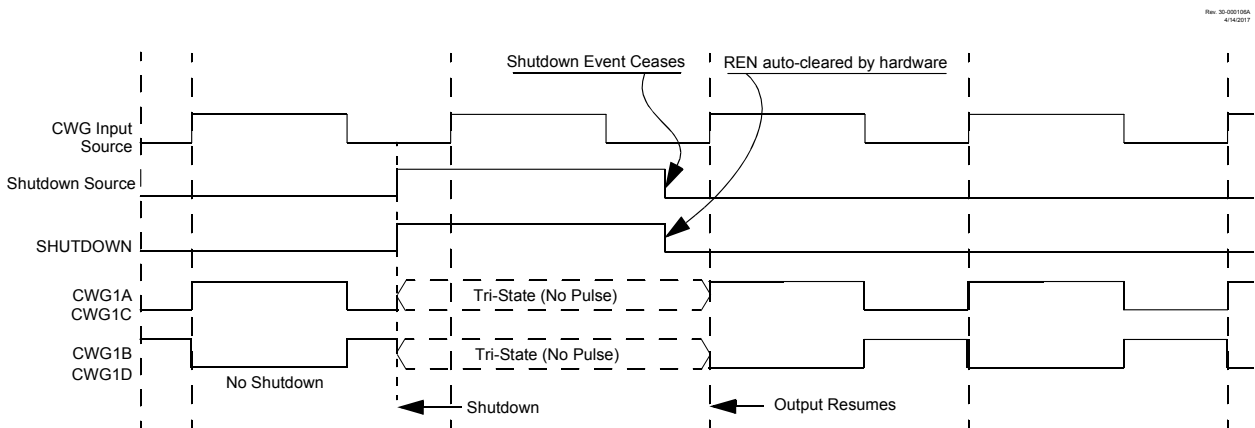 Rev. 30-000108A
4/14/2017
Shutdown Event Ceases
REN auto-cleared by hardware
CWG Input
Source
Shutdown Source
SHUTDOWN
CWG1A
CWG1C
Tri-State (No Pulse)
CWG1B
CWG1D
Tri-State (No Pulse)
No Shutdown
Shutdown
Output Resumes